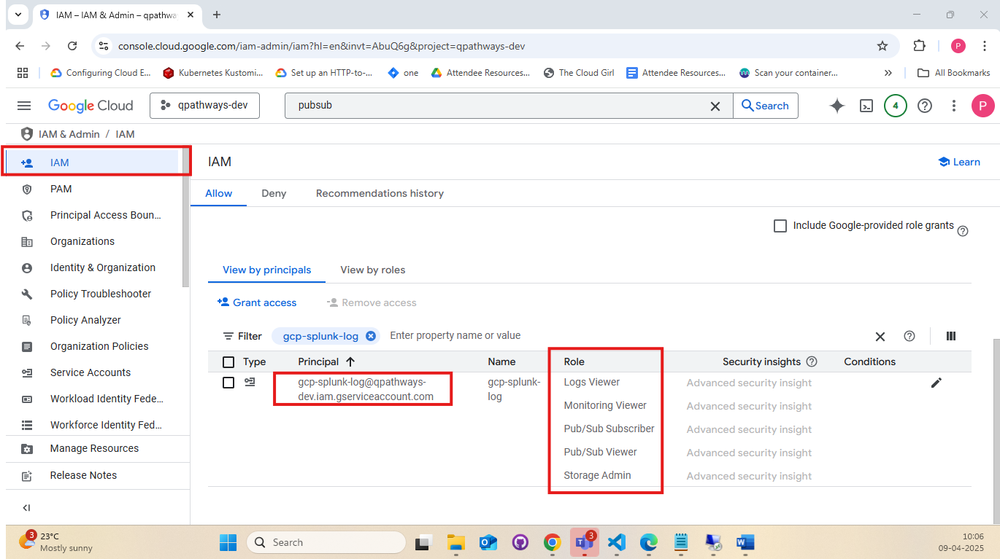 IAM – IAM & Admin – qpathwa
console.cloud.google.com/iam-admin/iam?hl=en&invt=AbuQ6g&project=qpathways-dev
P
Configuring Cloud E...
Kubernetes Kustomi...
Set up an HTTP-to-...
one
Attendee Resources...
The Cloud Girl
Attendee Resources...
Scan your container...
All Bookmarks
Google Cloud
qpathways-dev
pubsub
Search
4
P
IAM & Admin / IAM
IAM
PAM
Principal Access Boun...
Organizations
Identity & Organization
Policy Troubleshooter
Policy Analyzer
Organization Policies
Service Accounts
Workload Identity Fede...
Workforce Identity Fed...
Manage Resources
Release Notes
IAM
Learn
Allow
Deny
Recommendations history
Include Google-provided role grants
View by principals
View by roles
Grant access
Remove access
Filter
gcp-splunk-log
Enter property name or value
Type Principal Name Role Security insights Conditions
gcp-splunk-log@qpathways-
dev.iam.gserviceaccount.com
gcp-splunk-
log
Logs Viewer
Monitoring Viewer
Pub/Sub Subscriber
Pub/Sub Viewer
Storage Admin
Advanced security insight
Advanced security insight
Advanced security insight
Advanced security insight
Advanced security insight
3
23°C
Mostly sunny
Search
3
10:06
09-04-2025